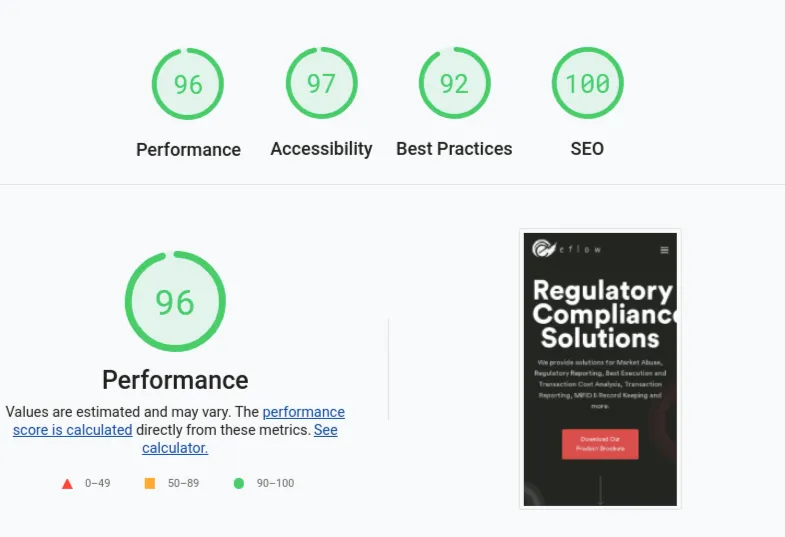 96
97
92
100
Performance
Accessibility
Best Practices
SEO
96
Performance
Values are estimated and may vary. The performance
score is calculated directly from these metrics. See
calculator.
0–49
50–89
90–100
eflow
Regulatory
Compliance
Solutions
We provide solutions for Market Abuse,
Regulatory Reporting, Best Execution and
Transaction Cost Analysis, Transaction
Reporting, MiFID II Record Keeping and
more.
Download Our
Product Brochure